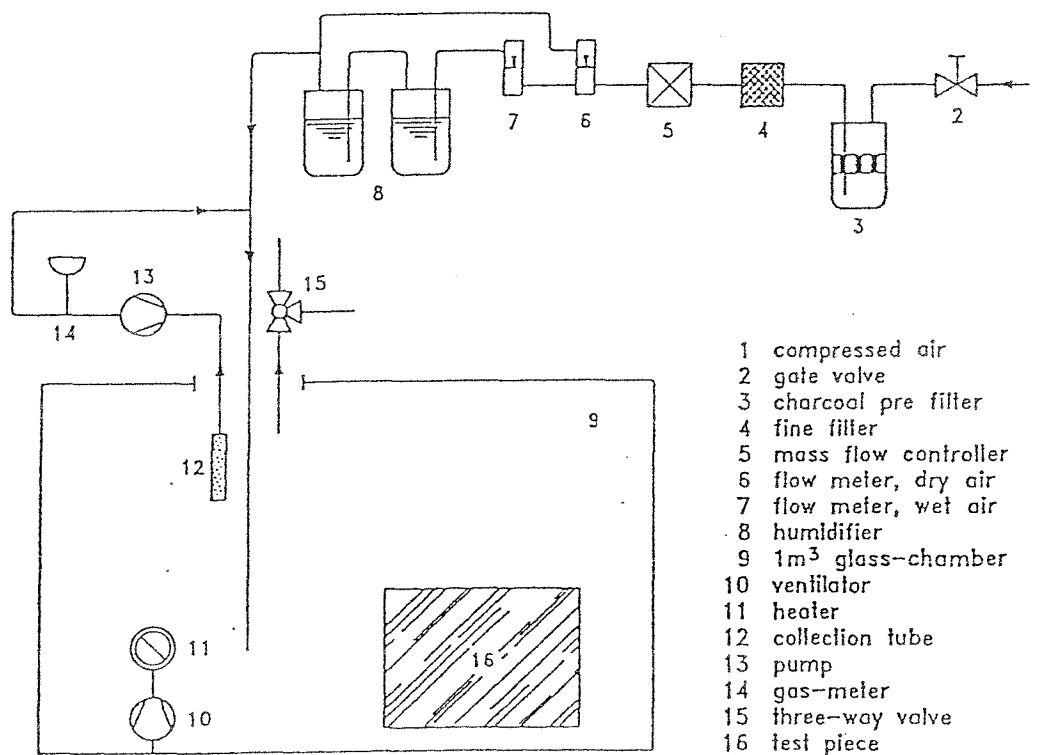 7
6
5
4
2
8
3
13
15
14
9
12
16
11
10
1 compressed air
2 gate valve
3 charcoal pre filter
4 fine filter
5 mass flow controller
6 flow meter, dry air
7 flow meter, wet air
8 humidifier
9 1m³ glass-chamber
10 ventilator
11 heater
12 collection tube
13 pump
14 gas-meter
15 three-way valve
16 test piece